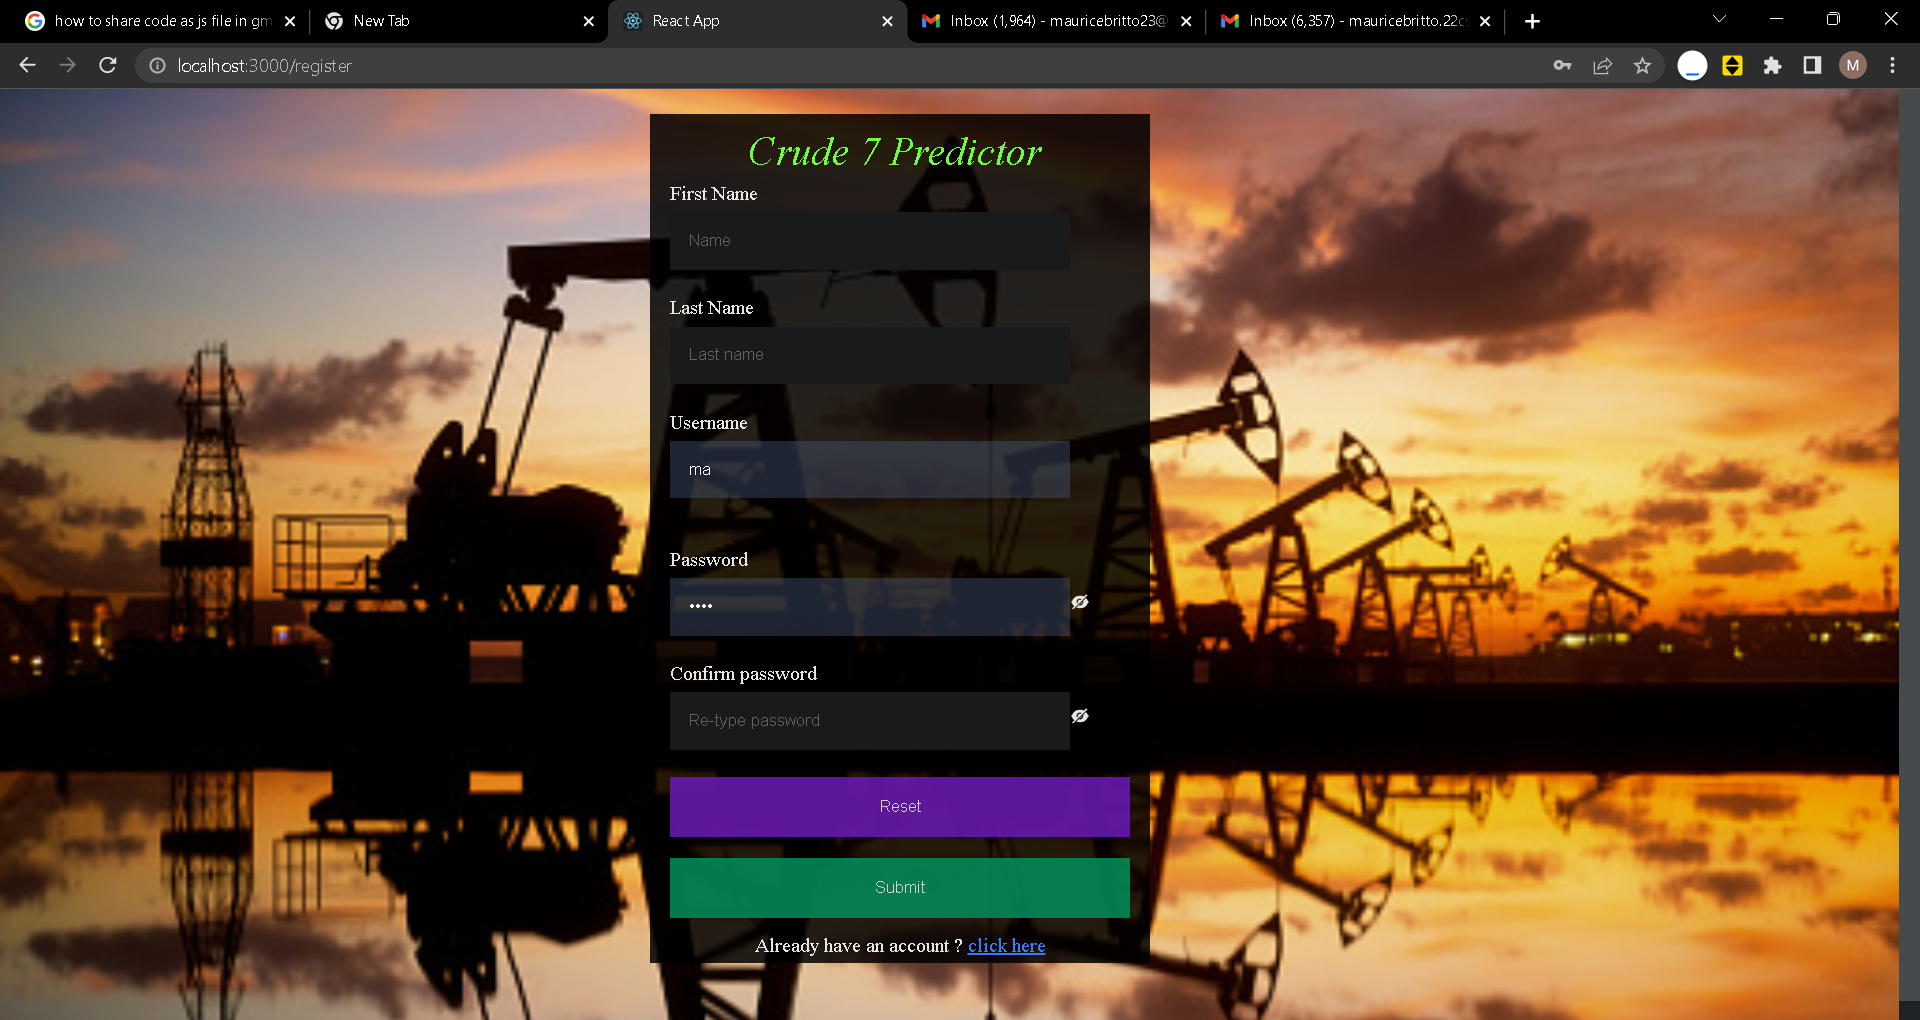 how to share code as js file in gm
New Tab
React App
Inbox (1,964) - mauricebritto23@
Inbox (6,357) - mauricebritto.22cs
localhost:3000/register
M
Crude 7 Predictor
First Name
Name
Last Name
Last name
Username
ma
Password
••••
Confirm password
Re-type password
Reset
Submit
Already have an account ? click here